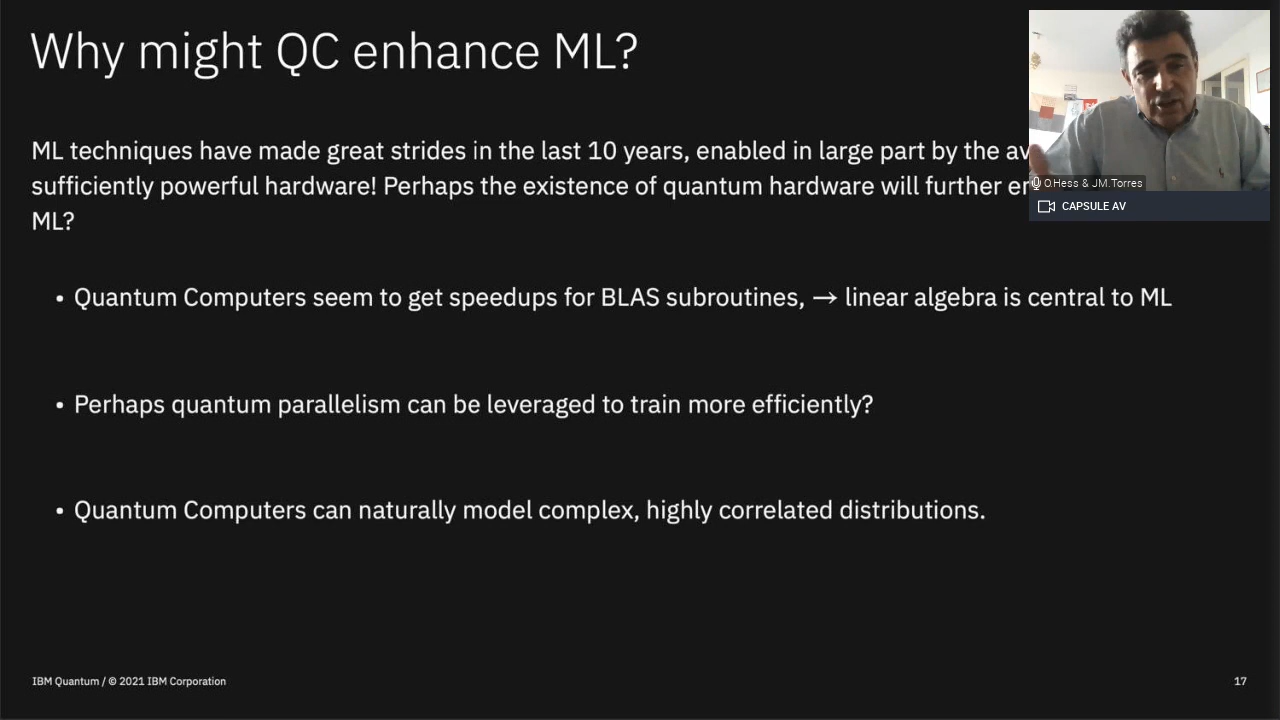 Why might QC enhance ML?
ML techniques have made great strides in the last 10 years, enabled in large part by the
sufficiently powerful hardware! Perhaps the existence of quantum hardware will further
ML?
O.Hess & JM.Torres
CAPSULE AV
• Quantum Computers seem to get speedups for BLAS subroutines, → linear algebra is central to ML
• Perhaps quantum parallelism can be leveraged to train more efficiently?
• Quantum Computers can naturally model complex, highly correlated distributions.
IBM Quantum / © 2021 IBM Corporation
17